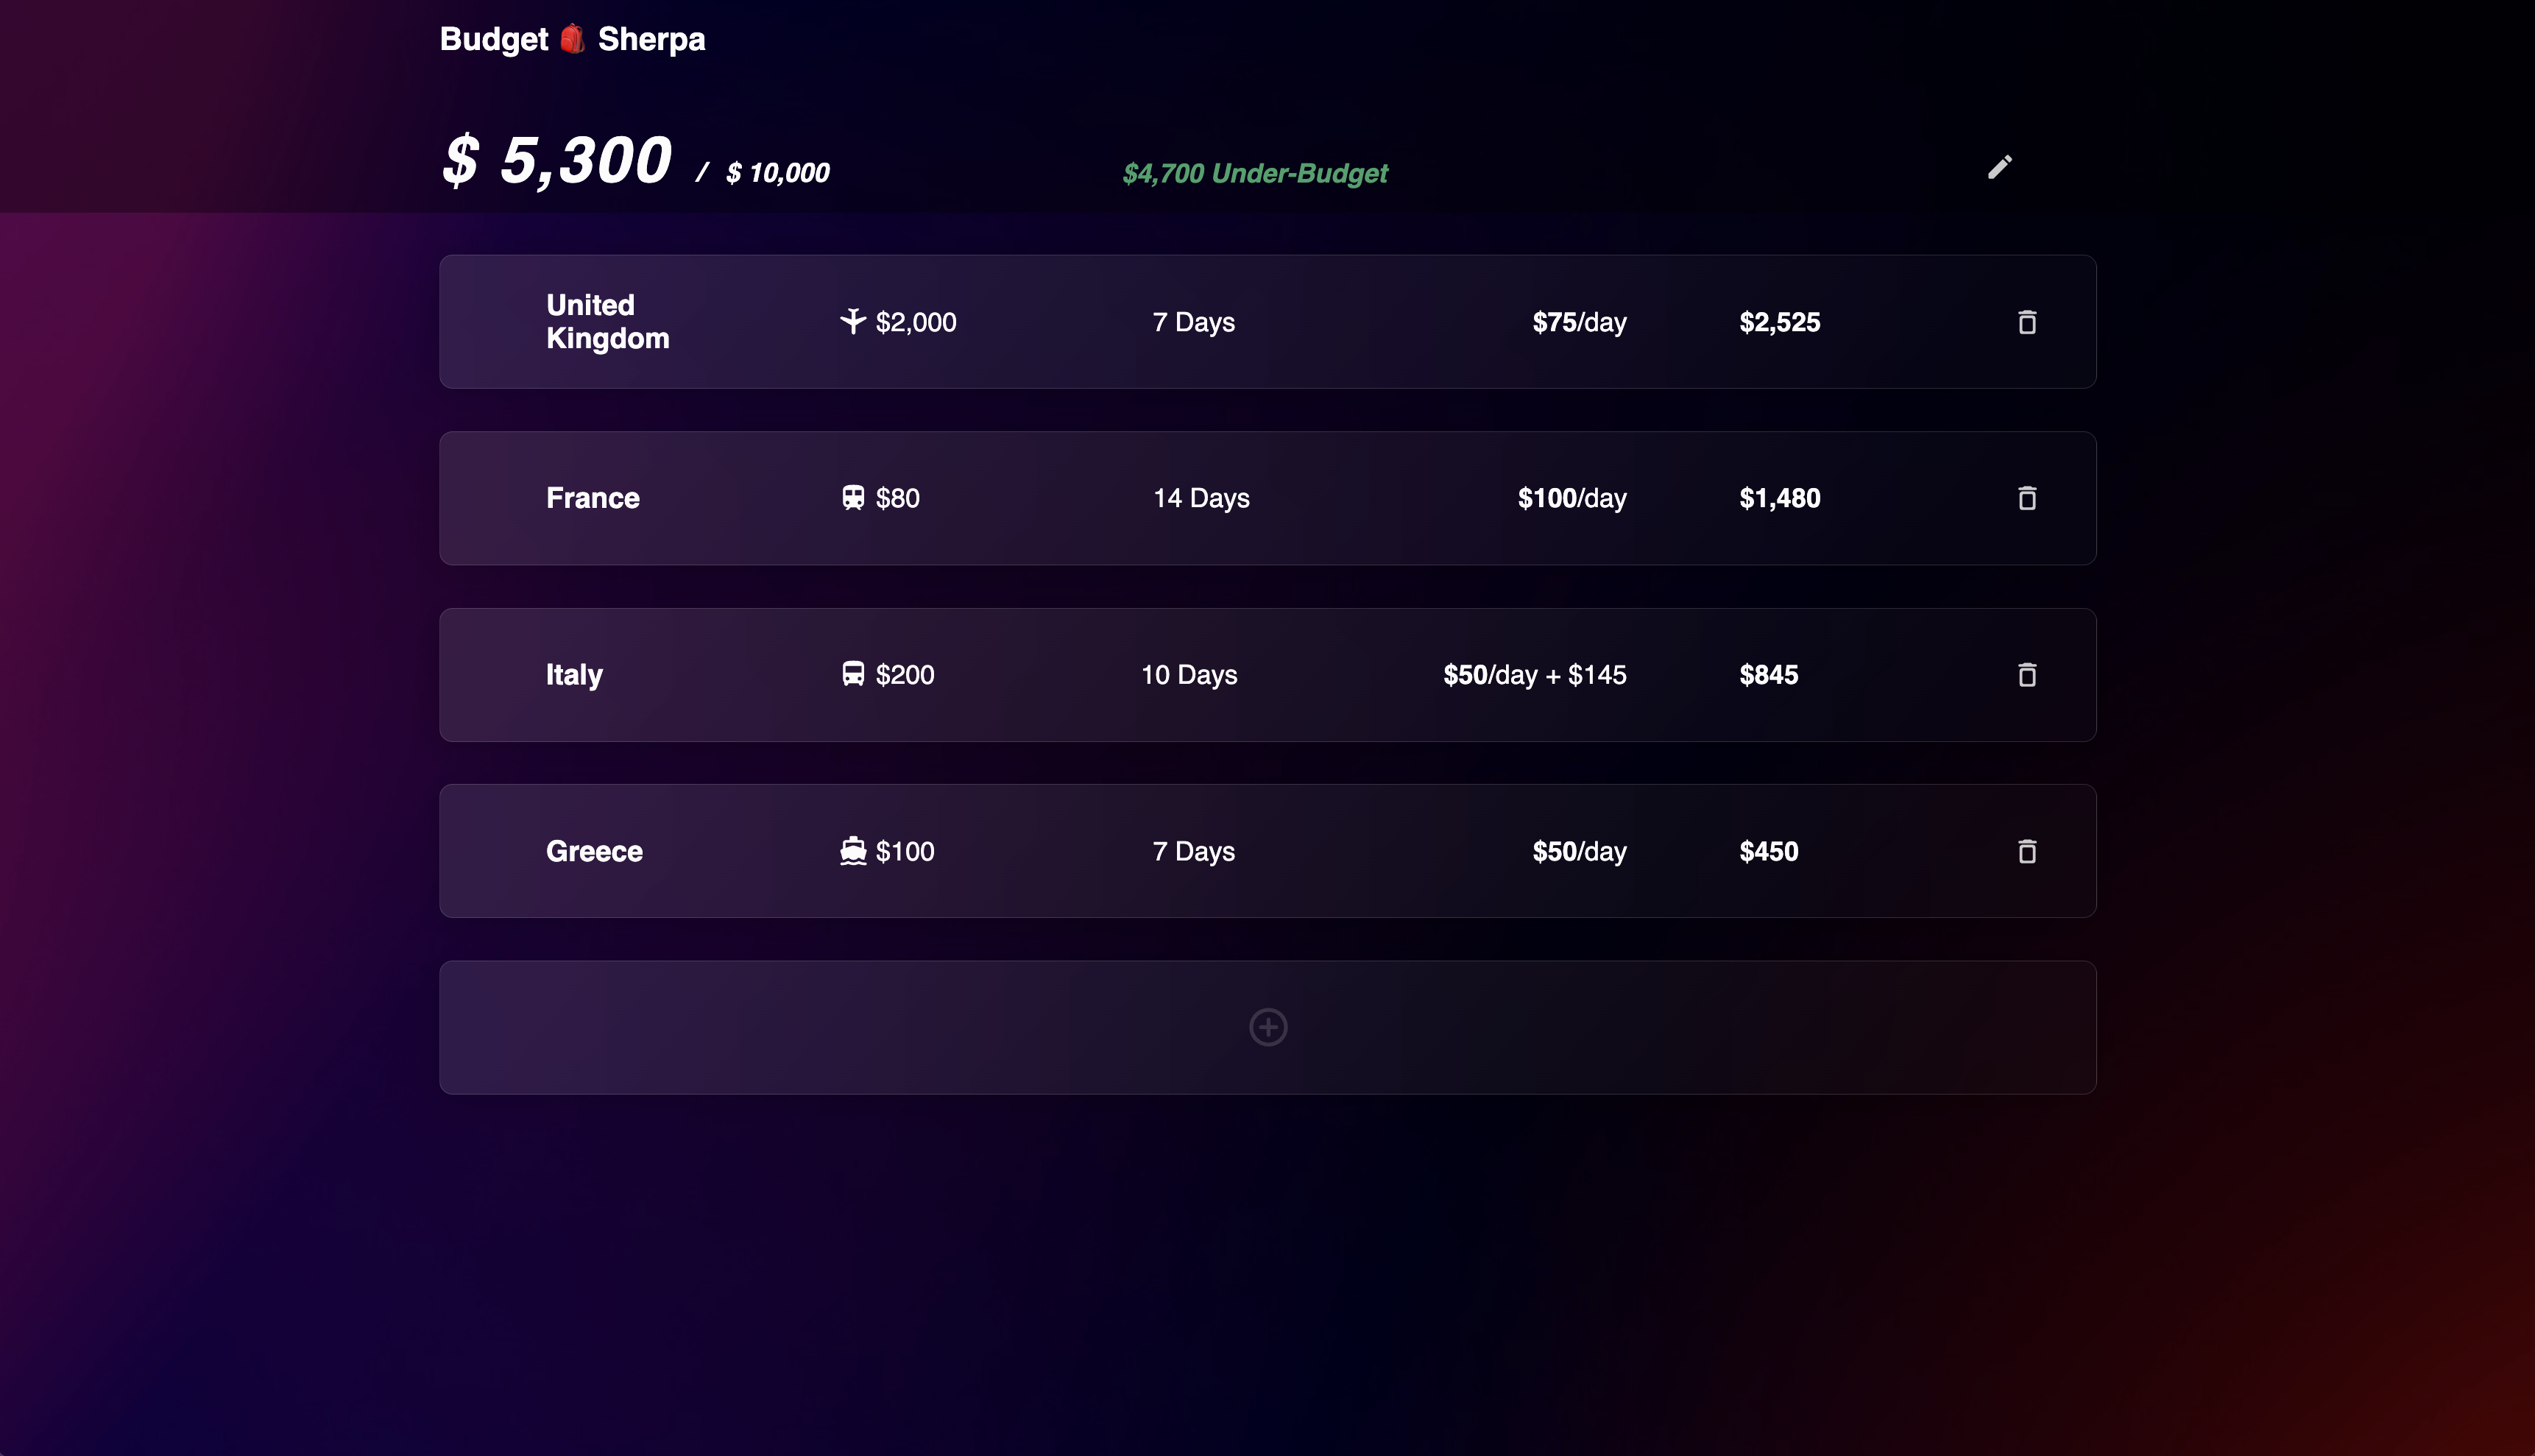 Budget 🎒 Sherpa
$ 5,300 / $ 10,000 $4,700 Under-Budget
United
Kingdom
$2,000 7 Days $75/day $2,525
France $80 14 Days $100/day $1,480
Italy $200 10 Days $50/day + $145 $845
Greece $100 7 Days $50/day $450